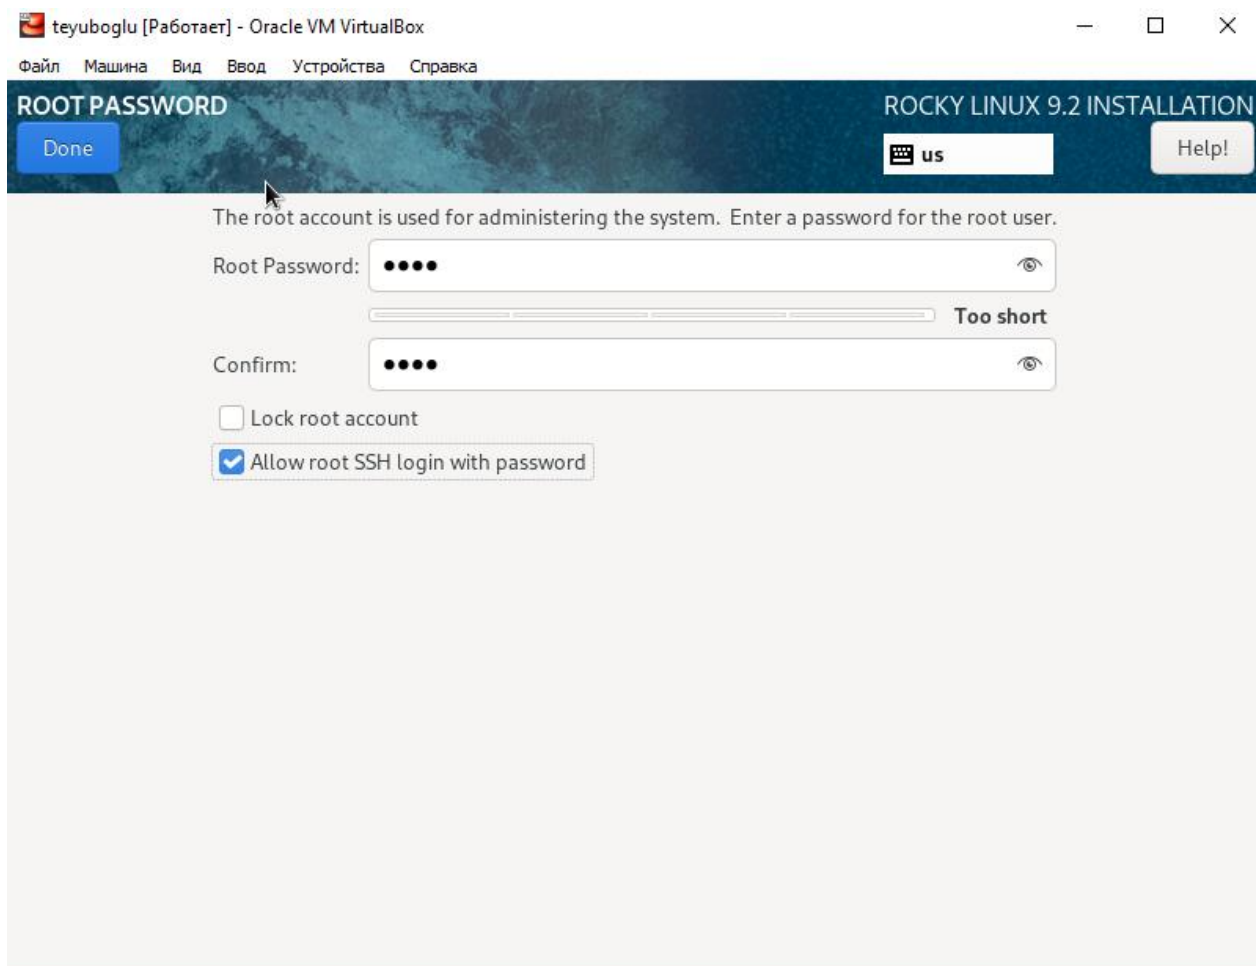 teyuboglu [Работает] - Oracle VM VirtualBox
Файл Машина Вид Ввод Устройства Справка
ROOT PASSWORD
ROCKY LINUX 9.2 INSTALLATION
Done
us
Help!
The root account is used for administering the system. Enter a password for the root user.
Root Password: ●●●●
Too short
Confirm: ●●●●
Lock root account
Allow root SSH login with password